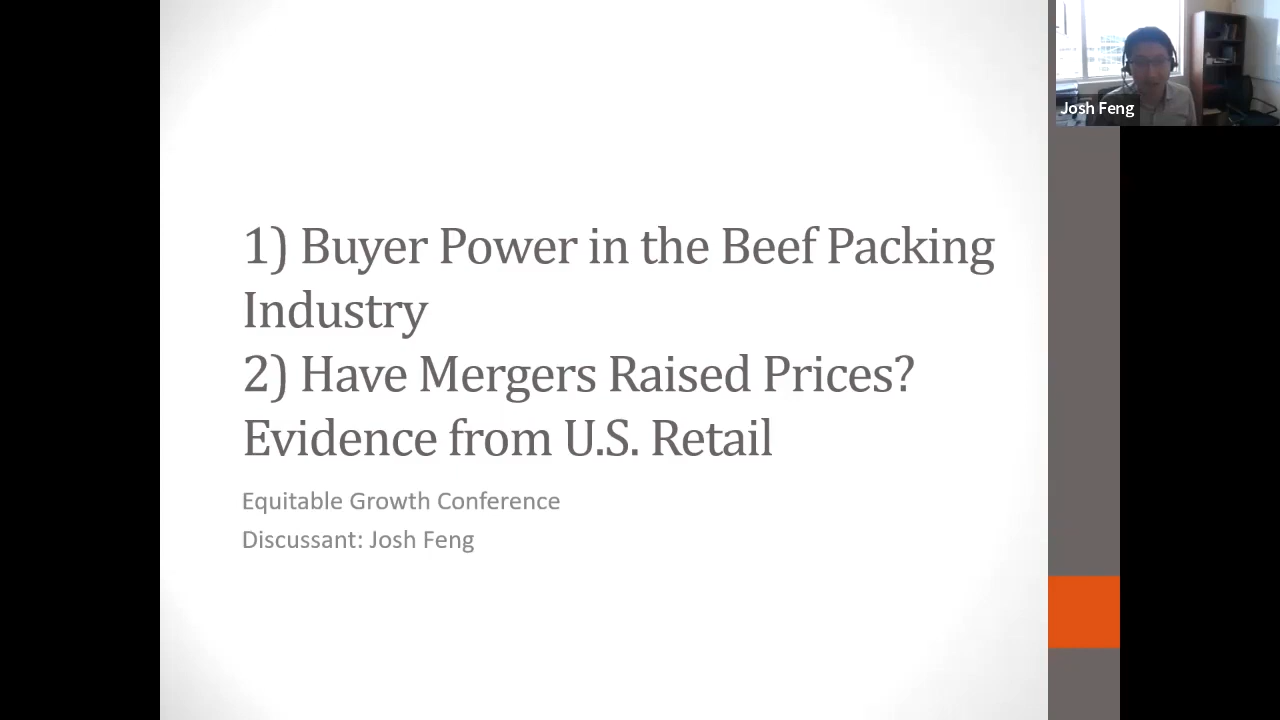 1) Buyer Power in the Beef Packing
Industry
2) Have Mergers Raised Prices?
Evidence from U.S. Retail
Equitable Growth Conference
Discussant: Josh Feng
Josh Feng